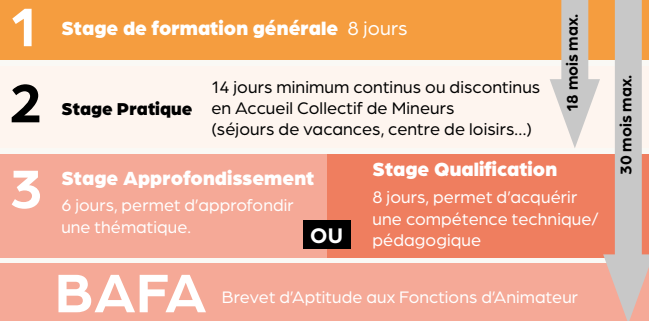 1 Stage de formation générale 8 jours
18 mois max.
30 mois max.
2 Stage Pratique
14 jours minimum continus ou discontinus
en Accueil Collectif de Mineurs
(séjours de vacances, centre de loisirs...)
3 Stage Approfondissement
6 jours, permet d'approfondir
une thématique.
OU
Stage Qualification
8 jours, permet d'acquérir
une compétence technique/
pédagogique
BAFA Brevet d'Aptitude aux Fonctions d'Animateur